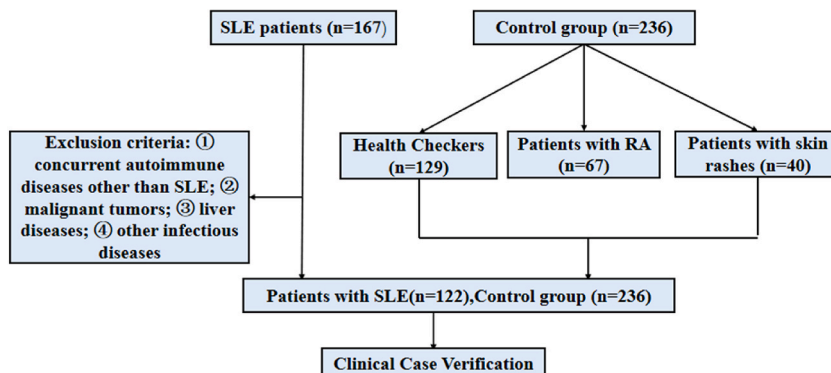 SLE patients (n=167)
Control group (n=236)
Exclusion criteria: ①
concurrent autoimmune
diseases other than SLE; ②
malignant tumors; ③ liver
diseases; ④ other infectious
diseases
Health Checkers
(n=129)
Patients with RA
(n=67)
Patients with skin
rashes (n=40)
Patients with SLE(n=122),Control group (n=236)
Clinical Case Verification